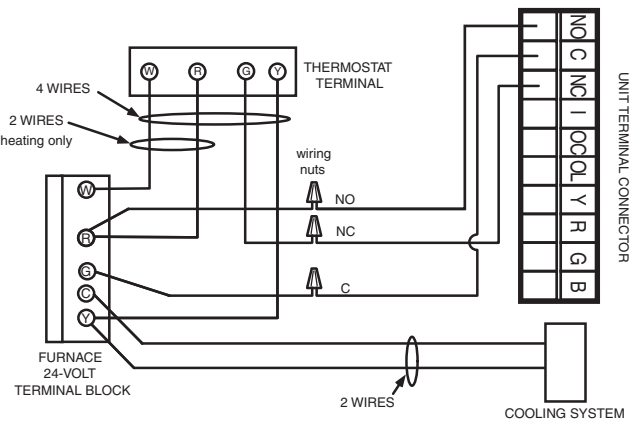 W
R
G
Y
THERMOSTAT
TERMINAL
4 WIRES
2 WIRES
heating only
wiring
nuts
NO
NC
C
W
R
G
C
Y
FURNACE
24-VOLT
TERMINAL BLOCK
2 WIRES
COOLING SYSTEM
NO
C
NC
I
OC
OL
Y
R
G
B
UNIT TERMINAL CONNECTOR